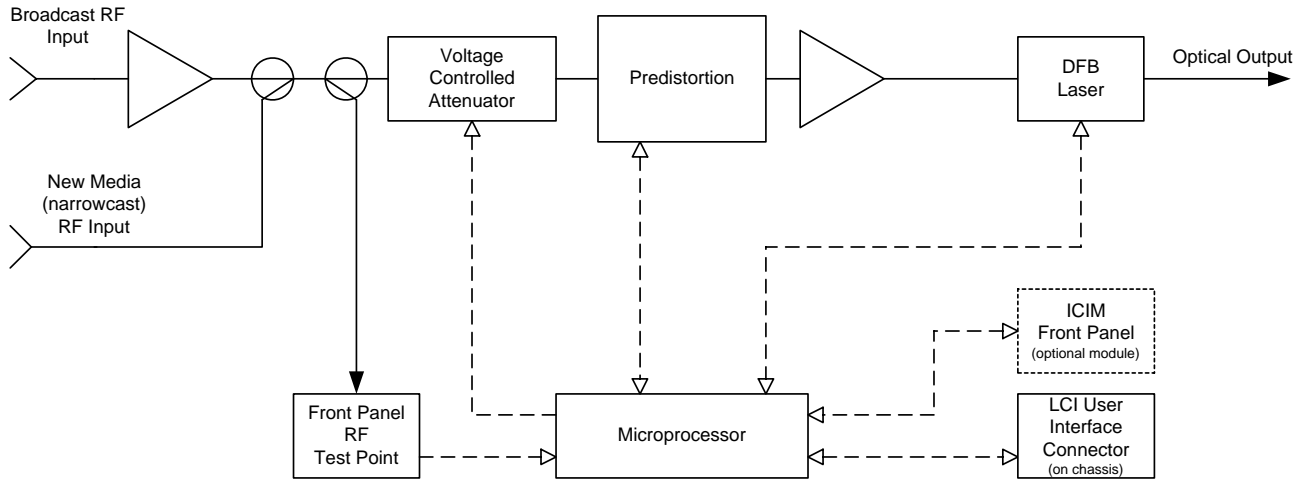 Broadcast RF
Input
Voltage
Controlled
Attenuator
Predistortion
DFB
Laser
Optical Output
New Media
(narrowcast)
RF Input
ICIM
Front Panel
(optional module)
Front Panel
RF
Test Point
Microprocessor
LCI User
Interface
Connector
(on chassis)